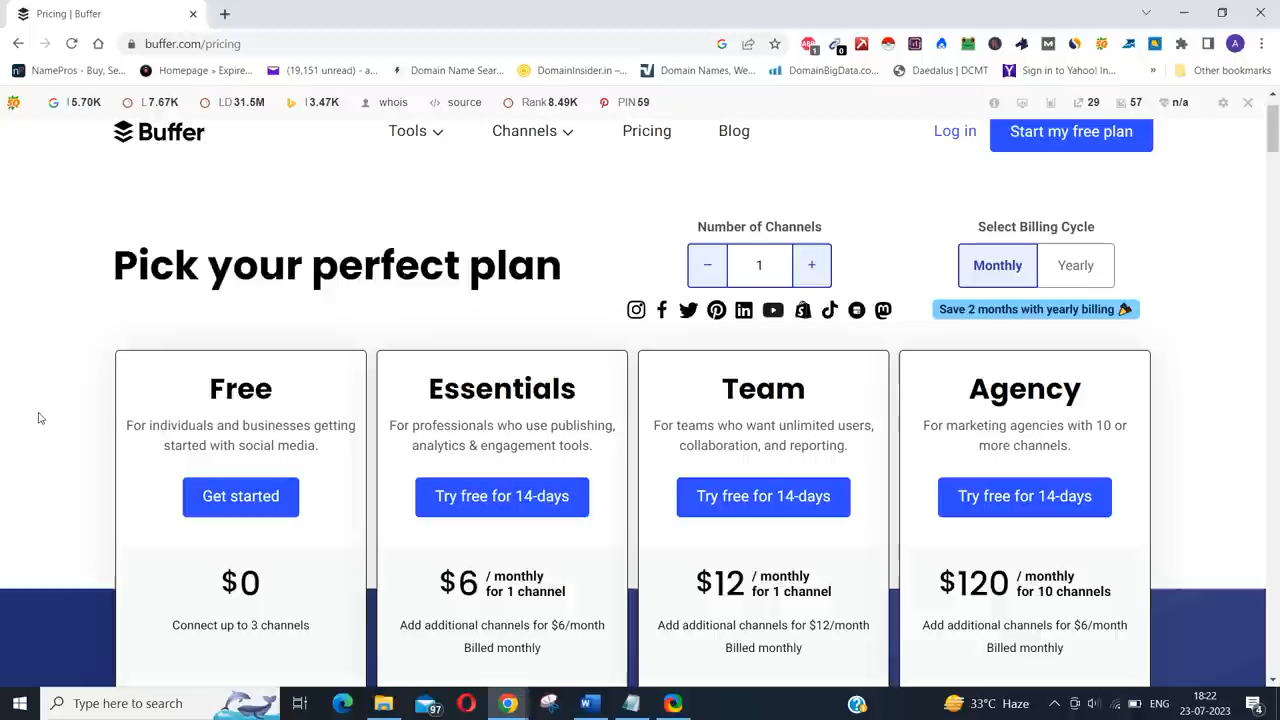 Pricing | Buffer
buffer.com/pricing
NamePros - Buy, Se...
Homepage » Expire...
(19,151 unread) - a...
Domain Name Sear...
DomainInsider.in –...
Domain Names, We...
DomainBigData.co...
Daedalus | DCMT
Sign in to Yahoo! In...
»
Other bookmarks
I 5.70K
L 7.67K
LD 31.5M
I 3.47K
whois
source
Rank 8.49K
PIN 59
29
57
n/a
Buffer
Tools
Channels
Pricing
Blog
Log in
Start my free plan
Pick your perfect plan
Number of Channels
− 1 +
Select Billing Cycle
Monthly
Yearly
Save 2 months with yearly billing
Free
For individuals and businesses getting
started with social media.
Get started
$0
Connect up to 3 channels
Essentials
For professionals who use publishing,
analytics & engagement tools.
Try free for 14-days
$6 / monthly
for 1 channel
Add additional channels for $6/month
Billed monthly
Team
For teams who want unlimited users,
collaboration, and reporting.
Try free for 14-days
$12 / monthly
for 1 channel
Add additional channels for $12/month
Billed monthly
Agency
For marketing agencies with 10 or
more channels.
Try free for 14-days
$120 / monthly
for 10 channels
Add additional channels for $6/month
Billed monthly
Type here to search
97
33°C Haze
ENG
18:22
23-07-2023
4